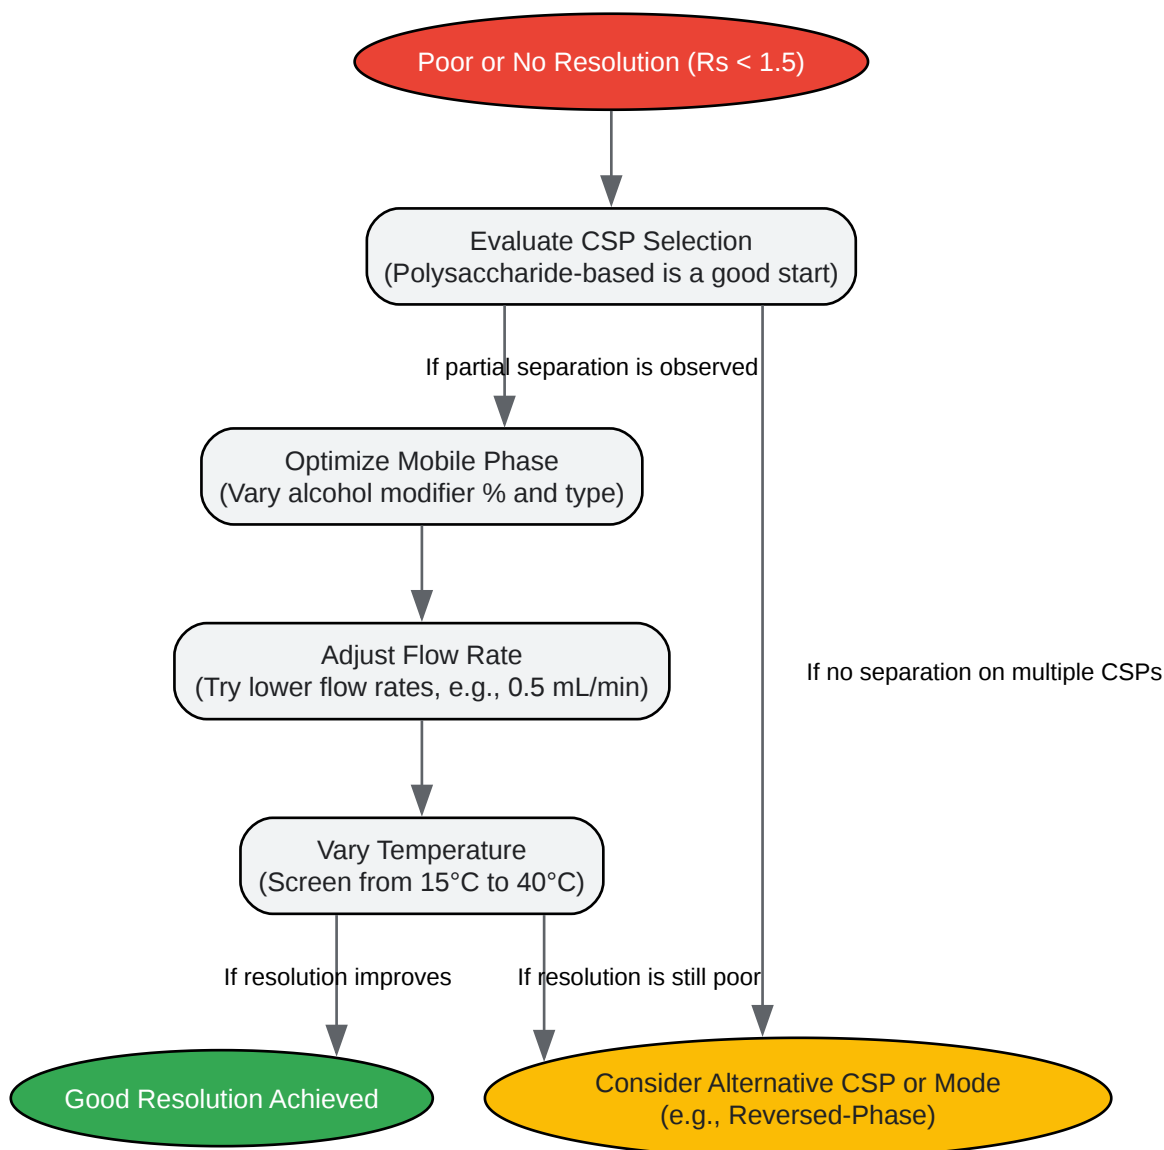 Poor or No Resolution (Rs < 1.5)
Evaluate CSP Selection
(Polysaccharide-based is a good start)
If partial separation is observed
Optimize Mobile Phase
(Vary alcohol modifier % and type)
Adjust Flow Rate
(Try lower flow rates, e.g., 0.5 mL/min)
If no separation on multiple CSPs
Vary Temperature
(Screen from 15°C to 40°C)
If resolution improves
If resolution is still poor
Good Resolution Achieved
Consider Alternative CSP or Mode
(e.g., Reversed-Phase)